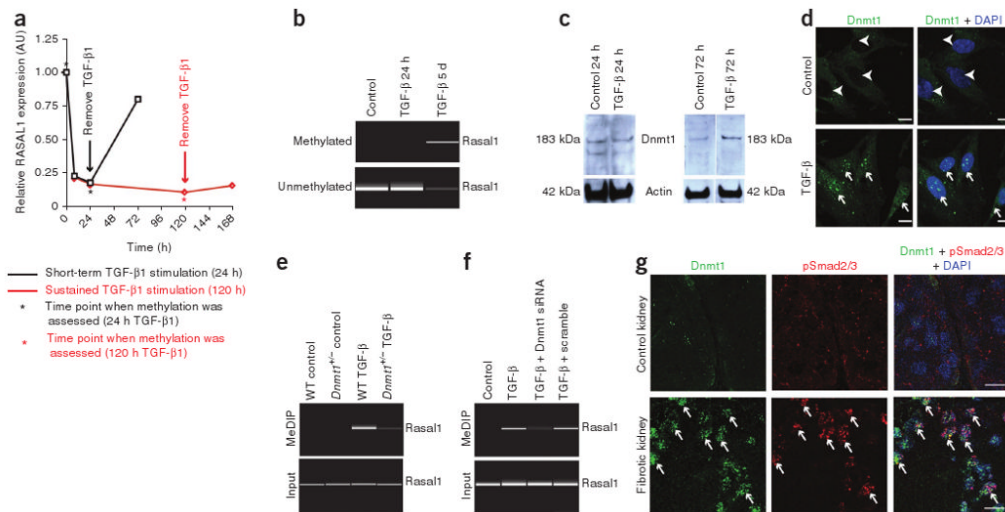 a
Relative RASAL1 expression (AU)
1.25
1.00
0.75
0.50
0.25
0
Remove TGF-β1
Remove TGF-β1
0
24
48
72
96
120
144
168
Time (h)
Short-term TGF-β1 stimulation (24 h)
Sustained TGF-β1 stimulation (120 h)
* Time point when methylation was
assessed (24 h TGF-β1)
* Time point when methylation was
assessed (120 h TGF-β1)
b
Control
TGF-β 24 h
TGF-β 5 d
Methylated
Rasal1
Unmethylated
Rasal1
c
Control 24 h
TGF-β 24 h
Control 72 h
TGF-β 72 h
183 kDa
Dnmt1
183 kDa
42 kDa
Actin
42 kDa
d
Dnmt1
Dnmt1 + DAPI
Control
TGF-β
e
WT control
Dnmt1+/– control
WT TGF-β
Dnmt1+/– TGF-β
MeDIP
Rasal1
Input
Rasal1
f
Control
TGF-β
TGF-β + Dnmt1 siRNA
TGF-β + scramble
MeDIP
Rasal1
Input
Rasal1
g
Dnmt1
pSmad2/3
Dnmt1 + pSmad2/3
+ DAPI
Control kidney
Fibrotic kidney